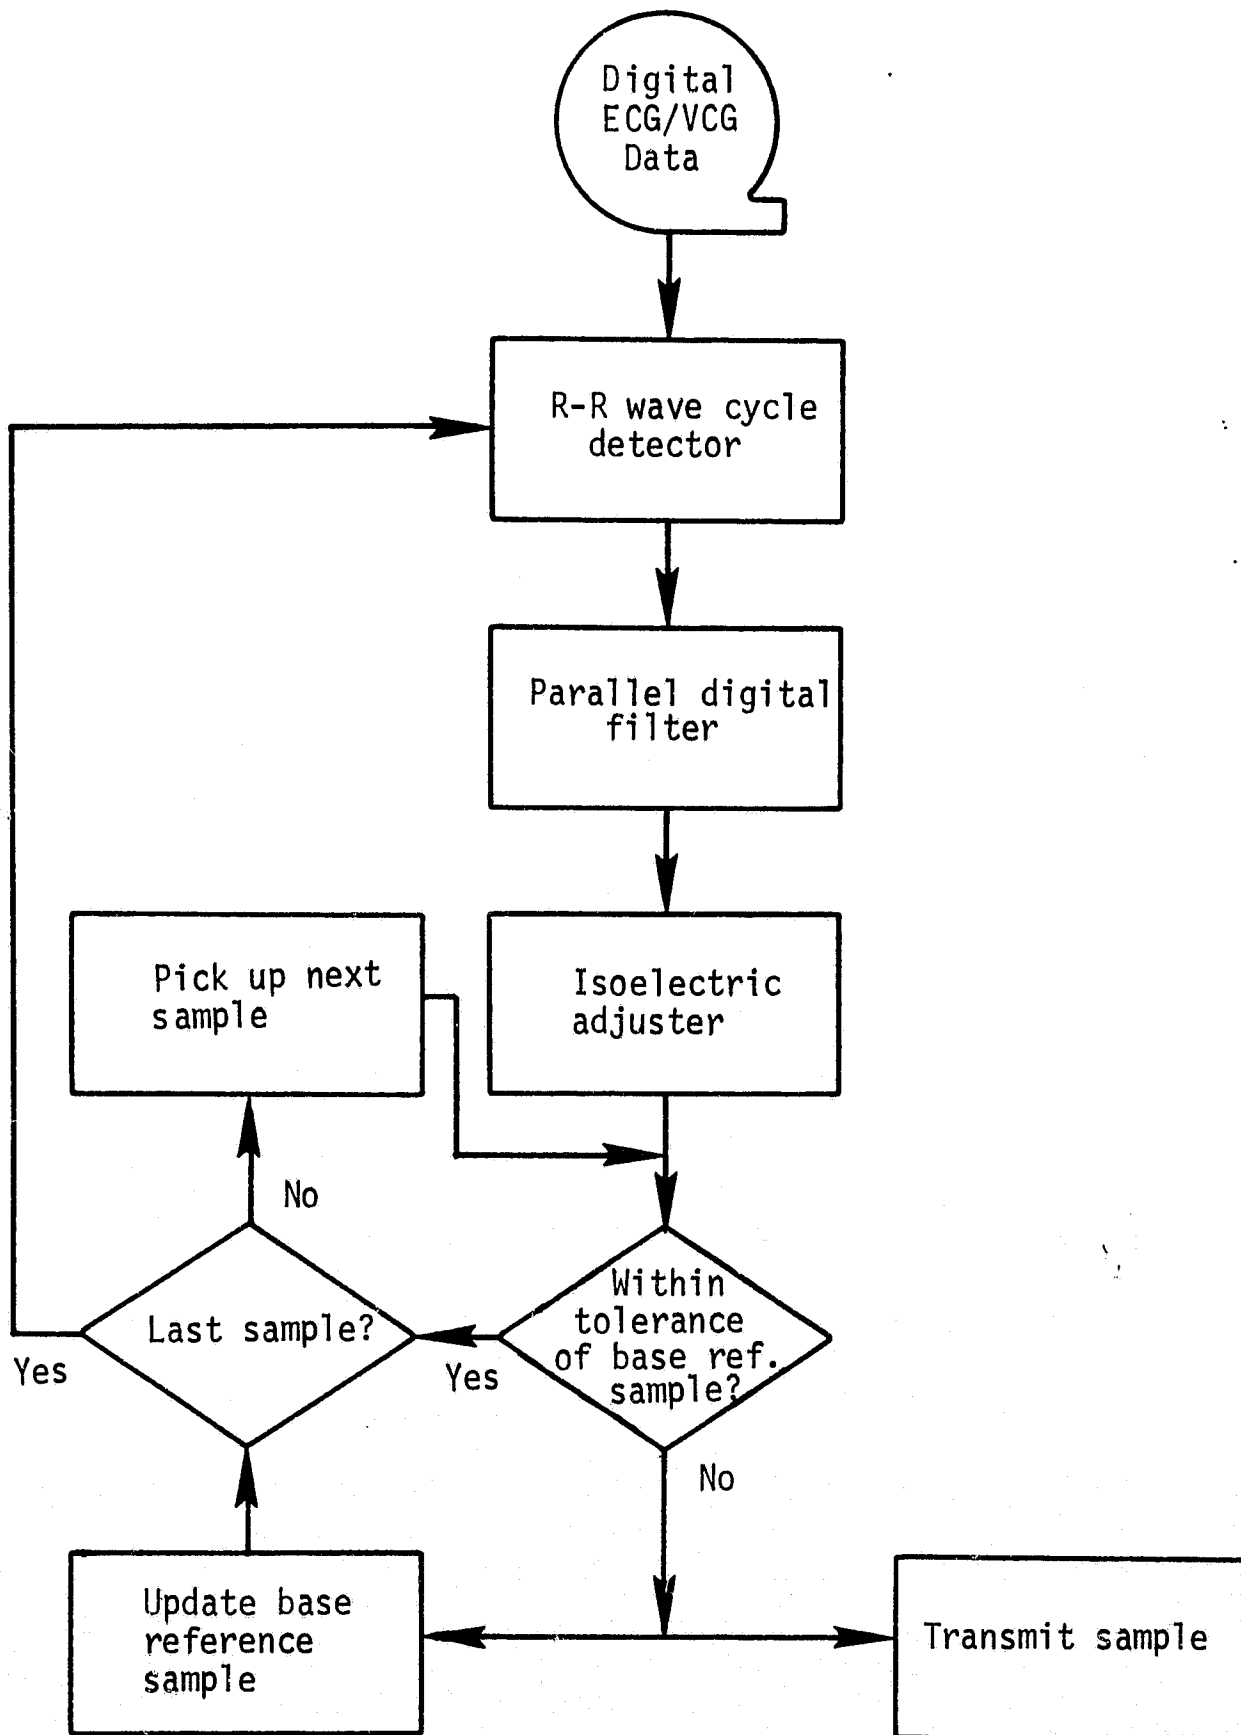 Digital
ECG/VCG
Data
R-R wave cycle
detector
Parallel digital
filter
Pick up next
sample
Isoelectric
adjuster
No
Within
tolerance
of base ref.
sample?
Last sample?
Yes
Yes
No
Update base
reference
sample
Transmit sample